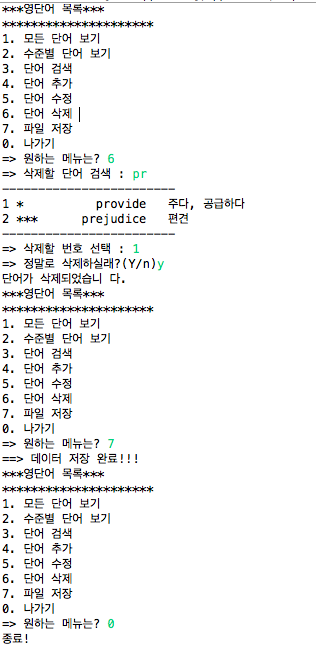 ***영단어 목록***
*********************
1. 모든 단어 보기
2. 수준별 단어 보기
3. 단어 검색
4. 단어 추가
5. 단어 수정
6. 단어 삭제
7. 파일 저장
0. 나가기
=> 원하는 메뉴는? 6
=> 삭제할 단어 검색 : pr
------------------------
1 * provide 주다, 공급하다
2 *** prejudice 편견
------------------------
=> 삭제할 번호 선택 : 1
=> 정말로 삭제하실래?(Y/n)y
단어가 삭제되었습니 다.
***영단어 목록***
*********************
1. 모든 단어 보기
2. 수준별 단어 보기
3. 단어 검색
4. 단어 추가
5. 단어 수정
6. 단어 삭제
7. 파일 저장
0. 나가기
=> 원하는 메뉴는? 7
==> 데이터 저장 완료!!!
***영단어 목록***
*********************
1. 모든 단어 보기
2. 수준별 단어 보기
3. 단어 검색
4. 단어 추가
5. 단어 수정
6. 단어 삭제
7. 파일 저장
0. 나가기
=> 원하는 메뉴는? 0
종료!